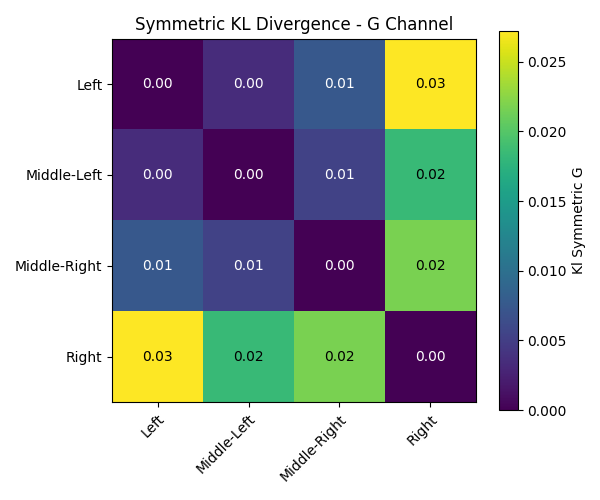 Symmetric KL Divergence - G Channel
Left 0.00 0.00 0.01 0.03
Middle-Left 0.00 0.00 0.01 0.02
Middle-Right 0.01 0.01 0.00 0.02
Right 0.03 0.02 0.02 0.00
Left Middle-Left Middle-Right Right
0.025
0.020
0.015
0.010
0.005
0.000
Kl Symmetric G